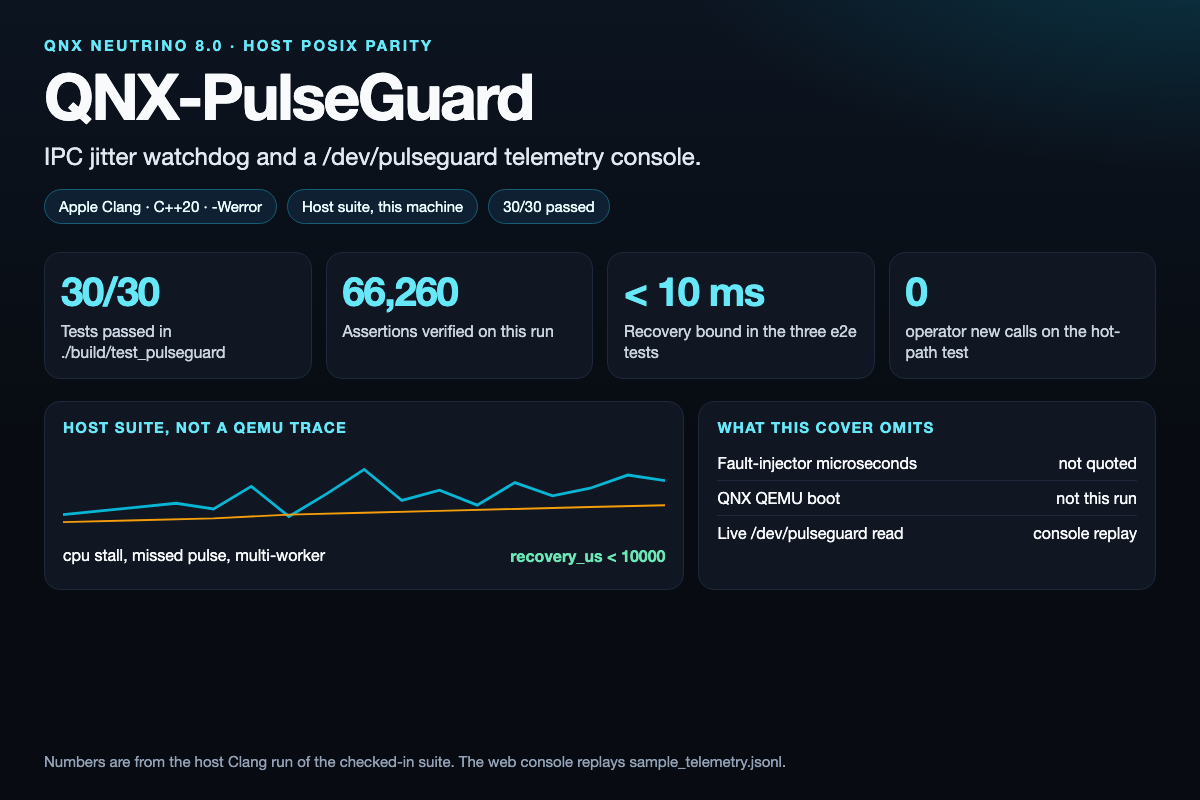 QNX NEUTRINO 8.0 · HOST POSIX PARITY
QNX-PulseGuard
IPC jitter watchdog and a /dev/pulseguard telemetry console.
Apple Clang · C++20 · -Werror
Host suite, this machine
30/30 passed
30/30
Tests passed in
./build/test_pulseguard
66,260
Assertions verified on this run
< 10 ms
Recovery bound in the three e2e
tests
0
operator new calls on the hot-
path test
HOST SUITE, NOT A QEMU TRACE
cpu stall, missed pulse, multi-worker
recovery_us < 10000
WHAT THIS COVER OMITS
Fault-injector microseconds not quoted
QNX QEMU boot not this run
Live /dev/pulseguard read console replay
Numbers are from the host Clang run of the checked-in suite. The web console replays sample_telemetry.jsonl.